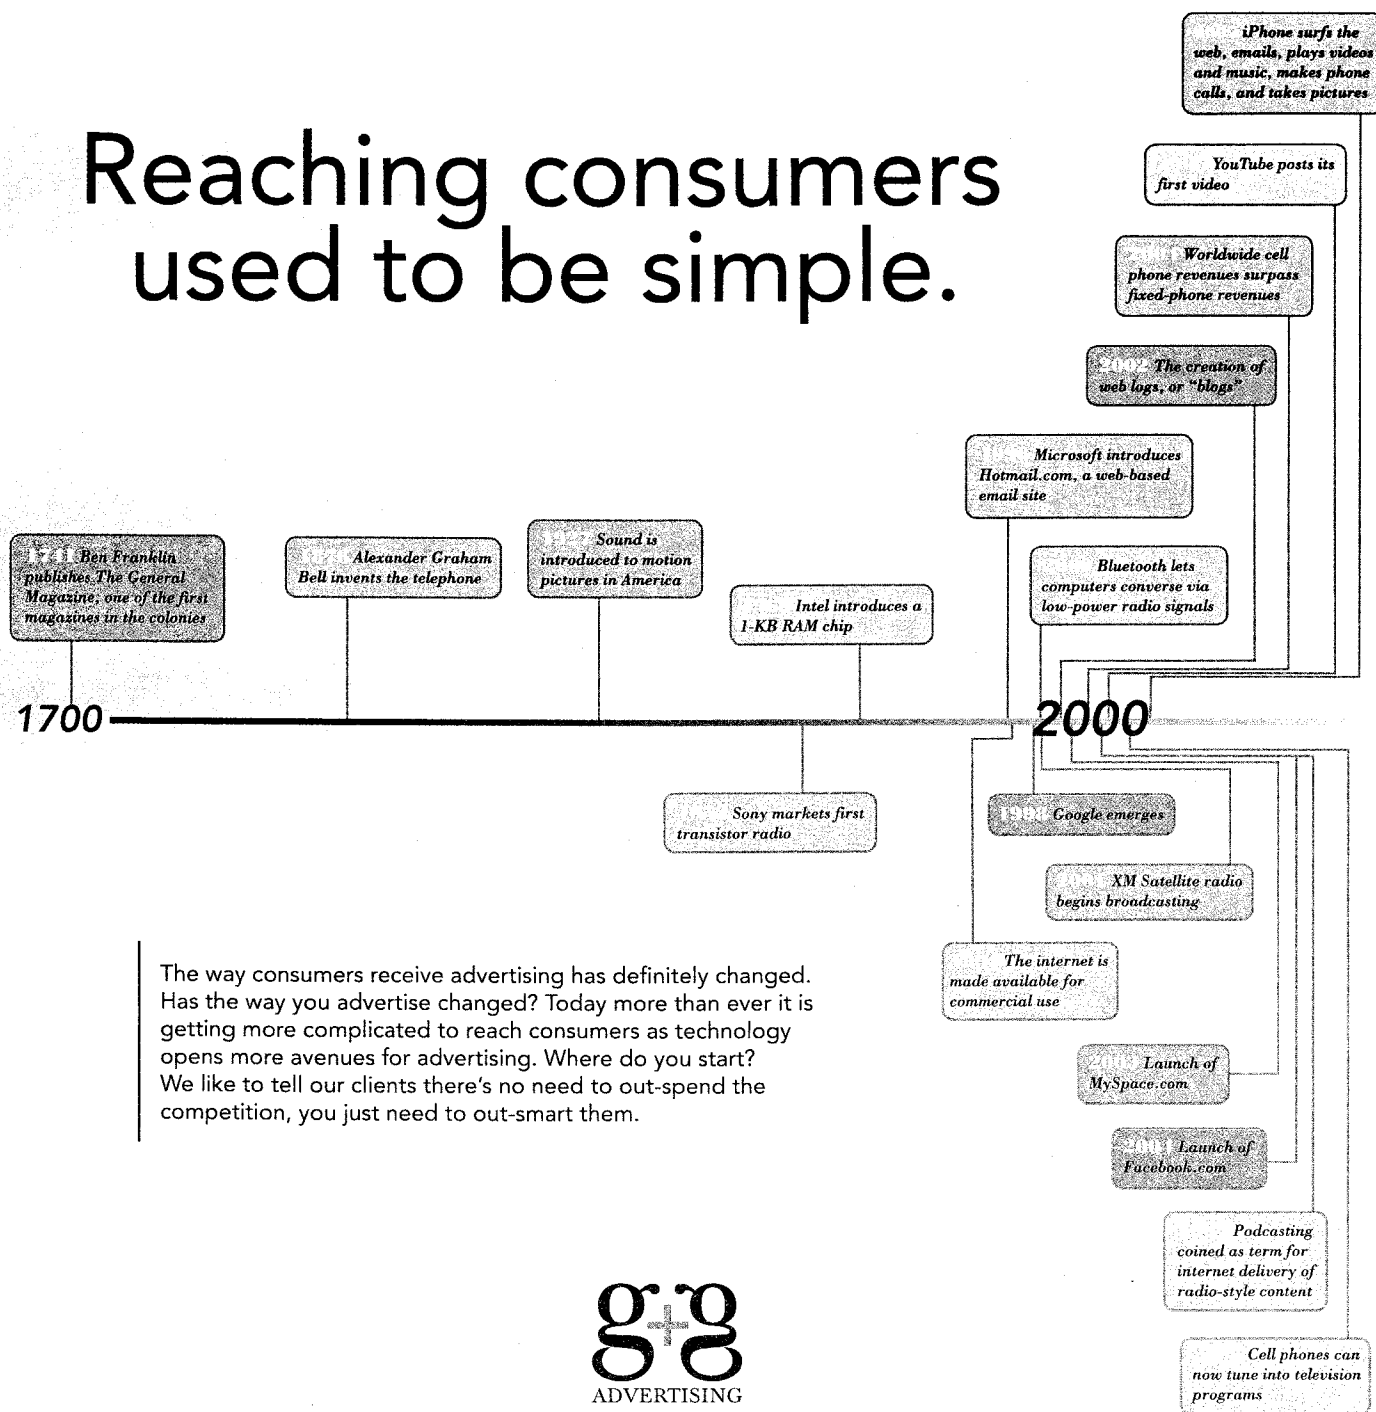 Reaching consumers
used to be simple.
iPhone surfs the
web, emails, plays videos
and music, makes phone
calls, and takes pictures
YouTube posts its
first video
Worldwide cell
phone revenues surpass
fixed-phone revenues
2002 The creation of
web logs, or “blogs”
Microsoft introduces
Hotmail.com, a web-based
email site
1741 Ben Franklin
publishes The General
Magazine, one of the first
magazines in the colonies
Alexander Graham
Bell invents the telephone
1927 Sound is
introduced to motion
pictures in America
Intel introduces a
1-KB RAM chip
Bluetooth lets
computers converse via
low-power radio signals
1700
2000
Sony markets first
transistor radio
1998 Google emerges
2001 XM Satellite radio
begins broadcasting
The internet is
made available for
commercial use
Launch of
MySpace.com
2004 Launch of
Facebook.com
Podcasting
coined as term for
internet delivery of
radio-style content
Cell phones can
now tune into television
programs
The way consumers receive advertising has definitely changed.
Has the way you advertise changed? Today more than ever it is
getting more complicated to reach consumers as technology
opens more avenues for advertising. Where do you start?
We like to tell our clients there's no need to out-spend the
competition, you just need to out-smart them.
g+g
ADVERTISING